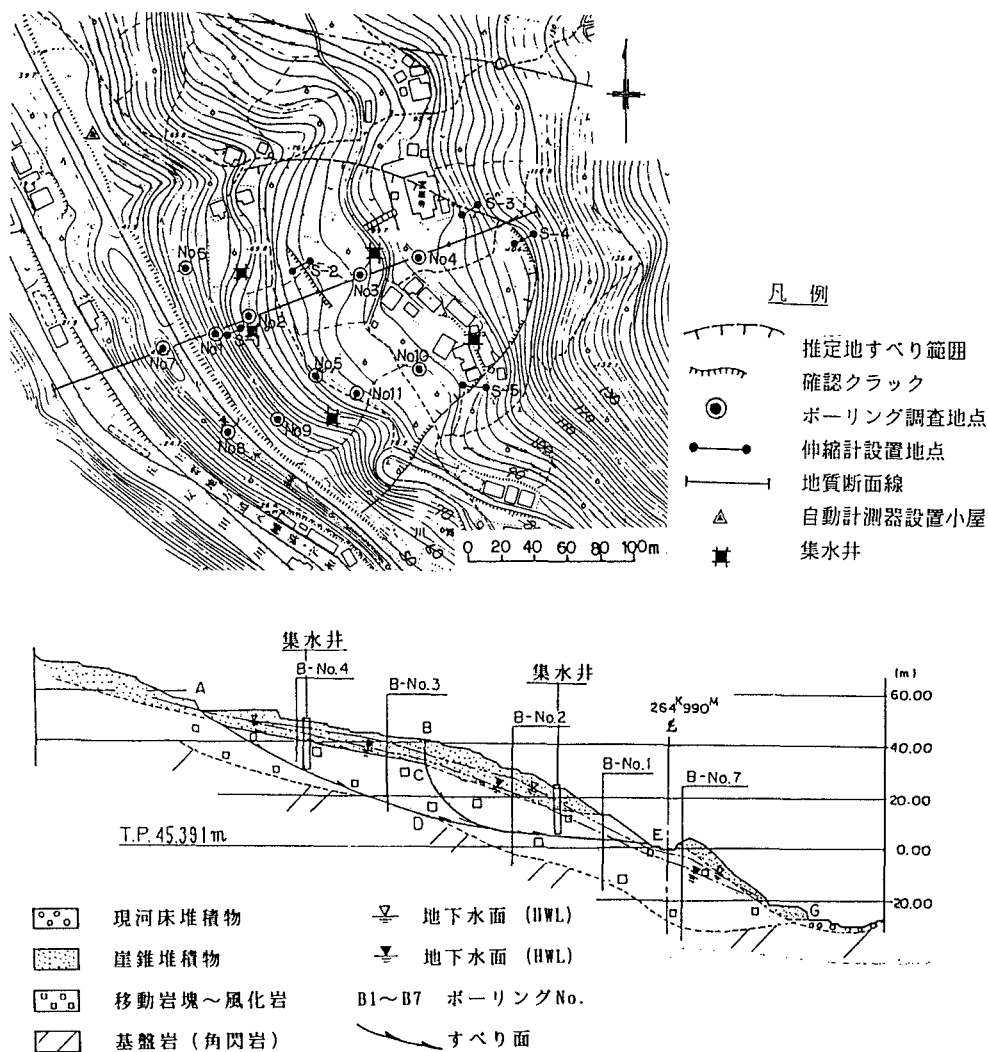 S-3
S-4
No6
S-2
No4
No3
No2
No1
S-1
No7
No5
No10
S-5
No11
No9
No8
0 20 40 60 80 100m
凡 例
推定地すべり範囲
確認クラック
ボーリング調査地点
伸縮計設置地点
地質断面線
自動計測器設置小屋
集水井
集水井
B-No.4
集水井
(m)
A
B-No.3
60.00
264K990M
B-No.2
B
40.00
B-No.1
B-No.7
C
20.00
D
T.P.45.391m
E
0.00
G
20.00
現河床堆積物
地下水面 (HWL)
崖錐堆積物
地下水面 (HWL)
移動岩塊～風化岩
B1～B7 ボーリングNo.
基盤岩 (角閃岩)
すべり面